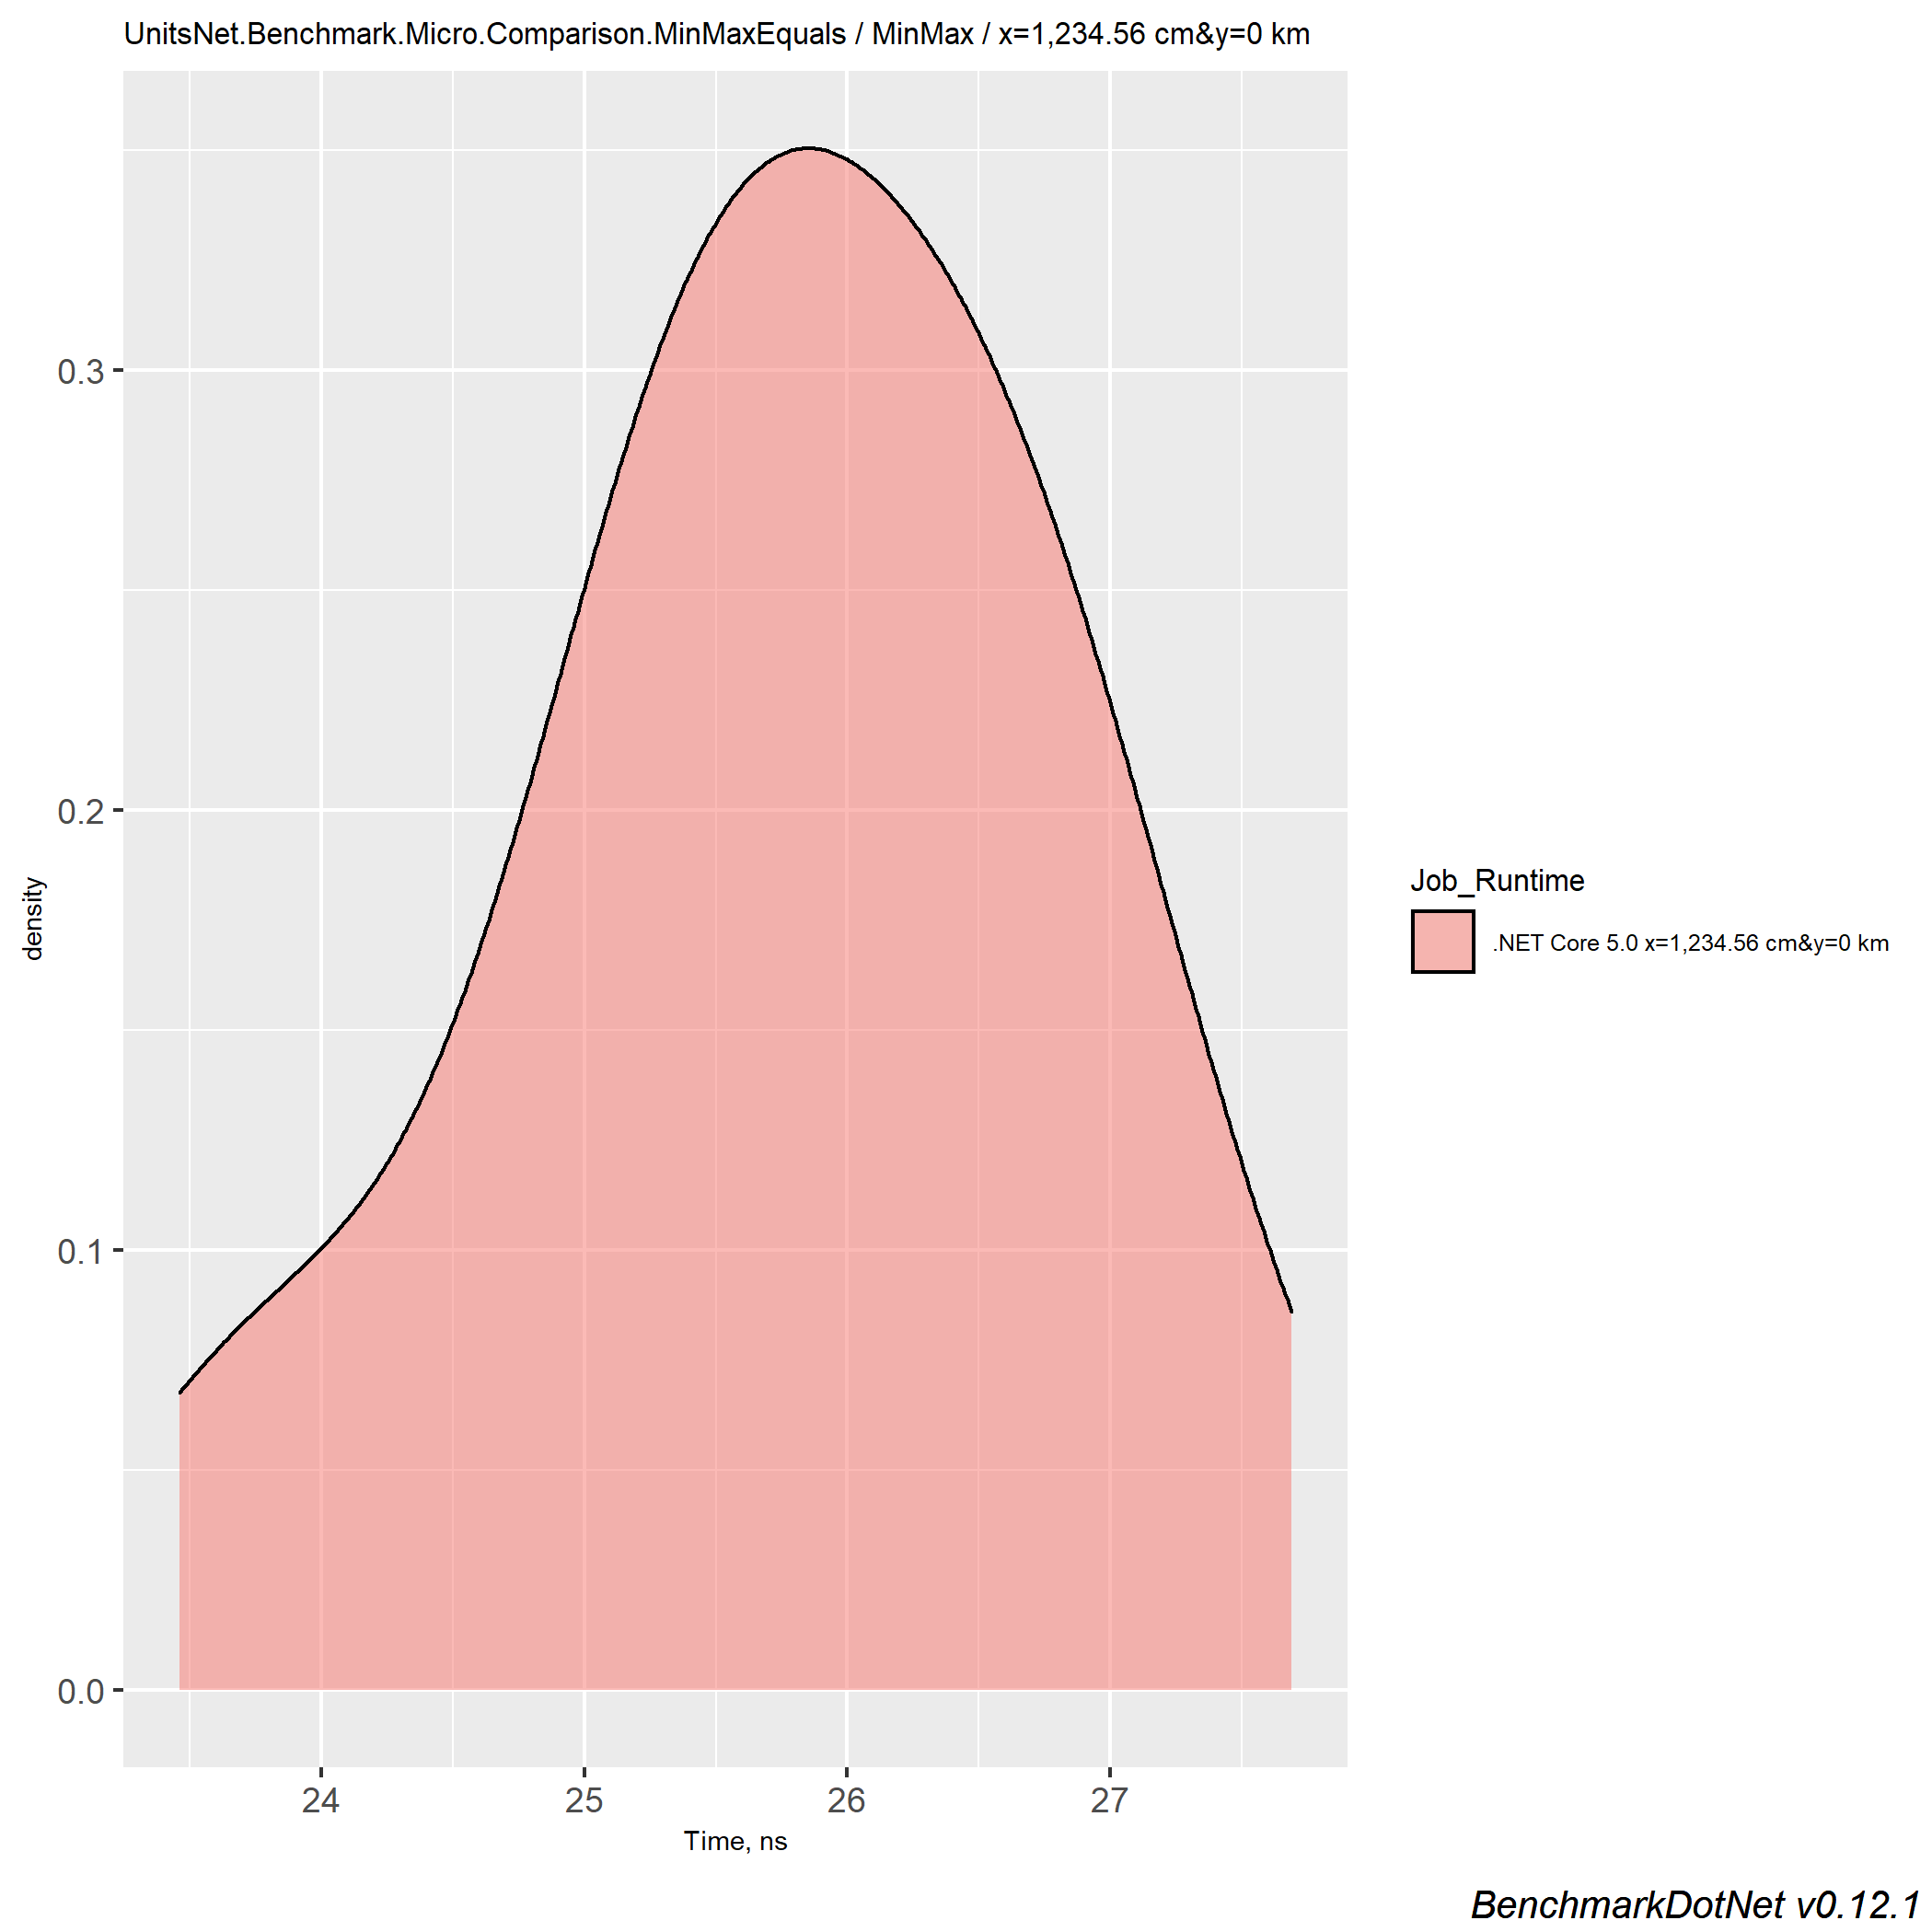 UnitsNet.Benchmark.Micro.Comparison.MinMaxEquals / MinMax / x=1,234.56 cm&y=0 km
0.3
0.2
0.1
0.0
density
24 25 26 27
Time, ns
Job_Runtime
.NET Core 5.0 x=1,234.56 cm&y=0 km
BenchmarkDotNet v0.12.1